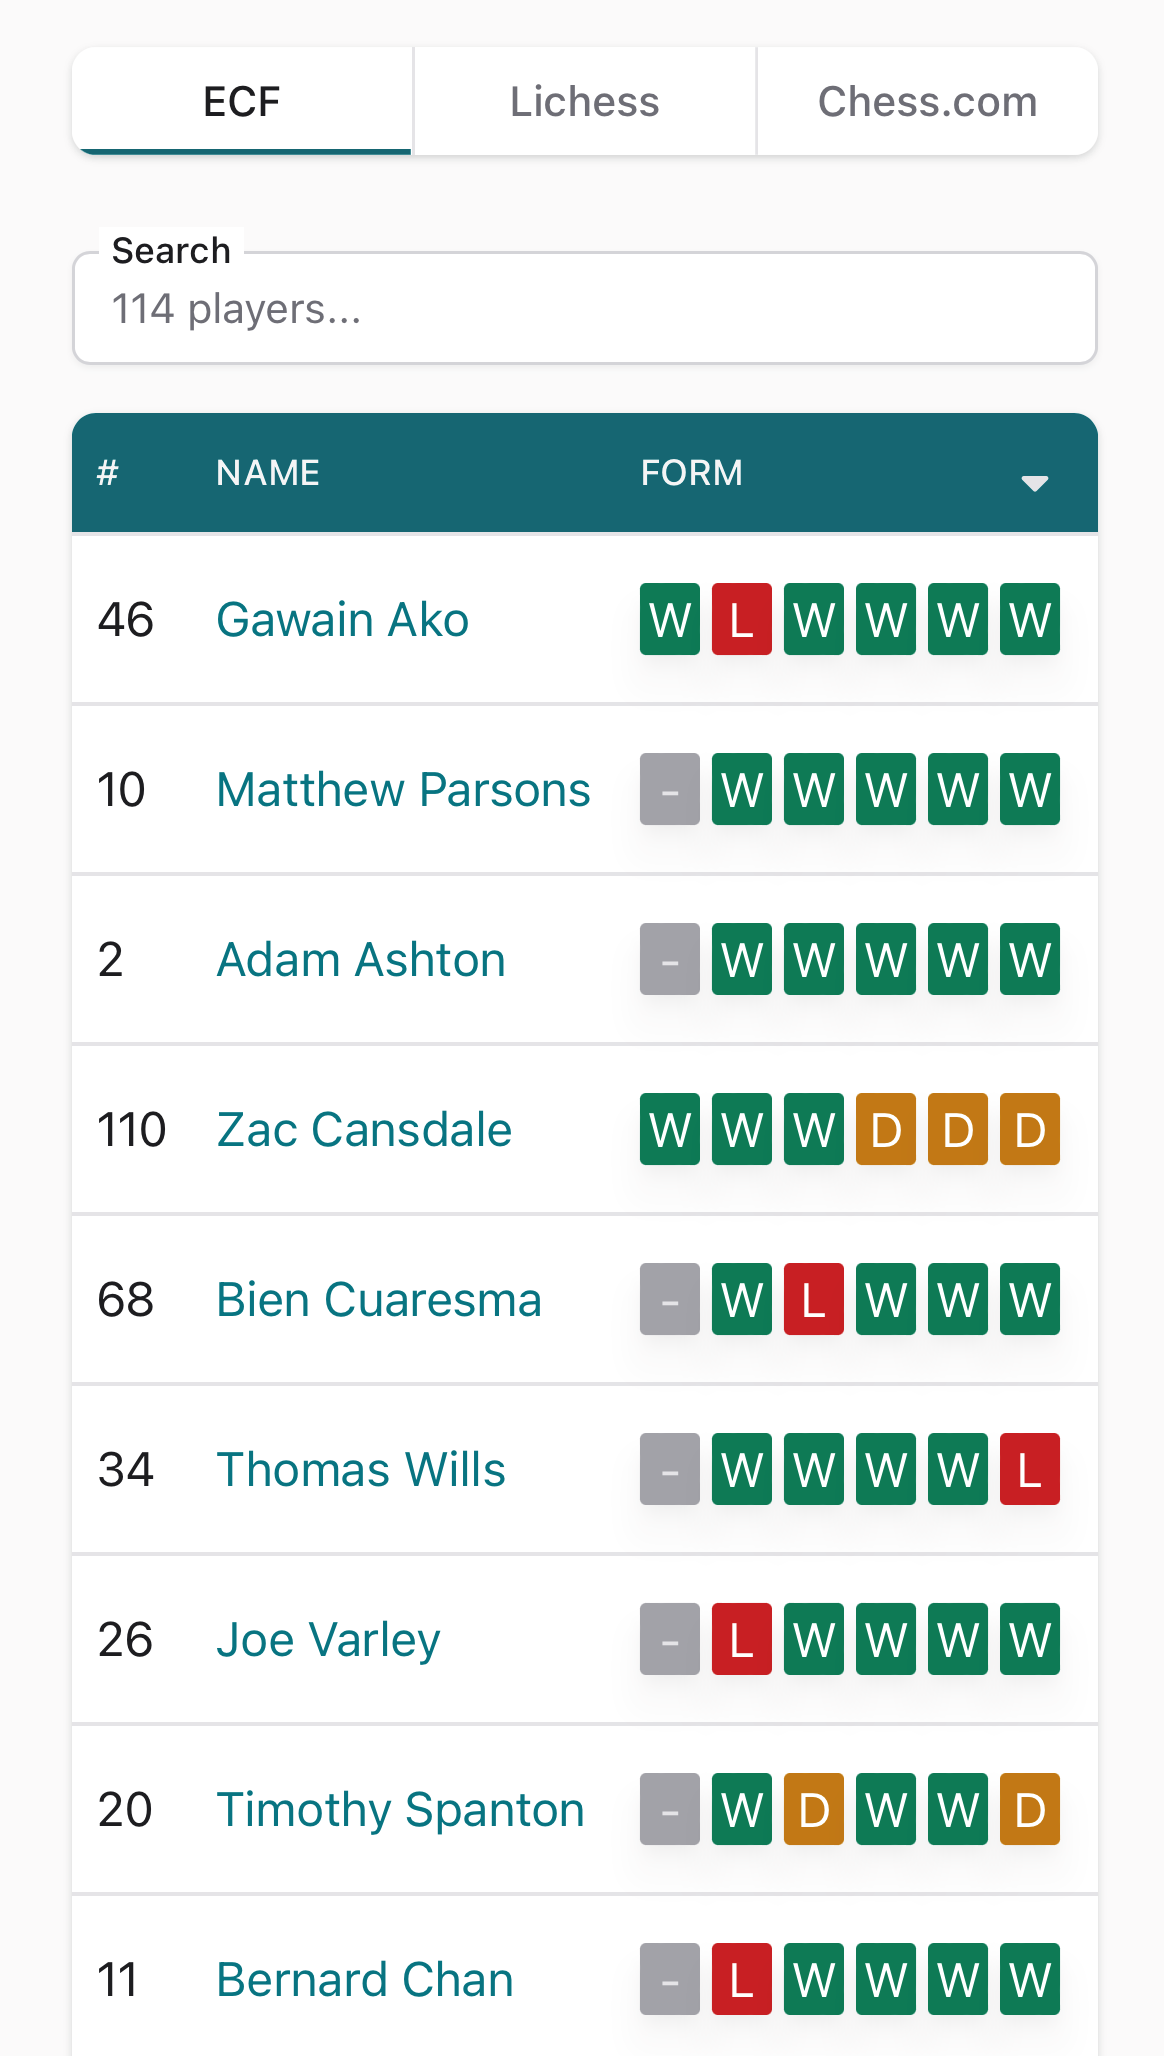 ECF Lichess Chess.com
Search
114 players...
# NAME FORM
46 Gawain Ako W L W W W W
10 Matthew Parsons - W W W W W
2 Adam Ashton - W W W W W
110 Zac Cansdale W W W D D D
68 Bien Cuaresma - W L W W W
34 Thomas Wills - W W W W L
26 Joe Varley - L W W W W
20 Timothy Spanton - W D W W D
11 Bernard Chan - L W W W W